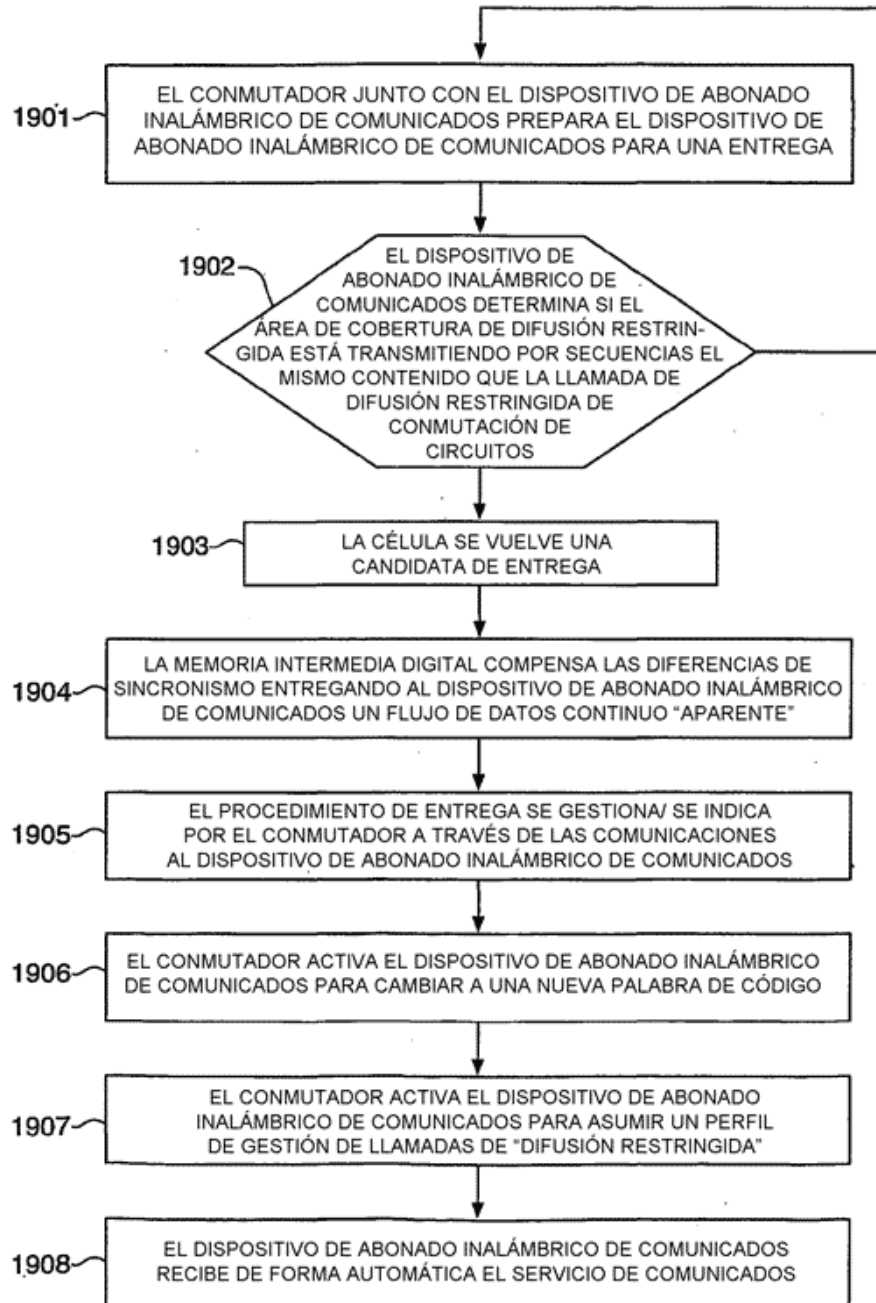 1901
EL CONMUTADOR JUNTO CON EL DISPOSITIVO DE ABONADO
INALÁMBRICO DE COMUNICADOS PREPARA EL DISPOSITIVO DE
ABONADO INALÁMBRICO DE COMUNICADOS PARA UNA ENTREGA
1902
EL DISPOSITIVO DE
ABONADO INALÁMBRICO DE
COMUNICADOS DETERMINA SI EL
ÁREA DE COBERTURA DE DIFUSIÓN RESTRIN-
GIDA ESTÁ TRANSMITIENDO POR SECUENCIAS EL
MISMO CONTENIDO QUE LA LLAMADA DE
DIFUSIÓN RESTRINGIDA DE
CONMUTACIÓN DE
CIRCUITOS
1903
LA CÉLULA SE VUELVE UNA
CANDIDATA DE ENTREGA
1904
LA MEMORIA INTERMEDIA DIGITAL COMPENSA LAS DIFERENCIAS DE
SINCRONISMO ENTREGANDO AL DISPOSITIVO DE ABONADO INALÁMBRICO
DE COMUNICADOS UN FLUJO DE DATOS CONTINUO “APARENTE”
1905
EL PROCEDIMIENTO DE ENTREGA SE GESTIONA/ SE INDICA
POR EL CONMUTADOR A TRAVÉS DE LAS COMUNICACIONES
AL DISPOSITIVO DE ABONADO INALÁMBRICO DE COMUNICADOS
1906
EL CONMUTADOR ACTIVA EL DISPOSITIVO DE ABONADO INALÁMBRICO
DE COMUNICADOS PARA CAMBIAR A UNA NUEVA PALABRA DE CÓDIGO
1907
EL CONMUTADOR ACTIVA EL DISPOSITIVO DE ABONADO
INALÁMBRICO DE COMUNICADOS PARA ASUMIR UN PERFIL
DE GESTIÓN DE LLAMADAS DE “DIFUSIÓN RESTRINGIDA”
1908
EL DISPOSITIVO DE ABONADO INALÁMBRICO DE COMUNICADOS
RECIBE DE FORMA AUTOMÁTICA EL SERVICIO DE COMUNICADOS